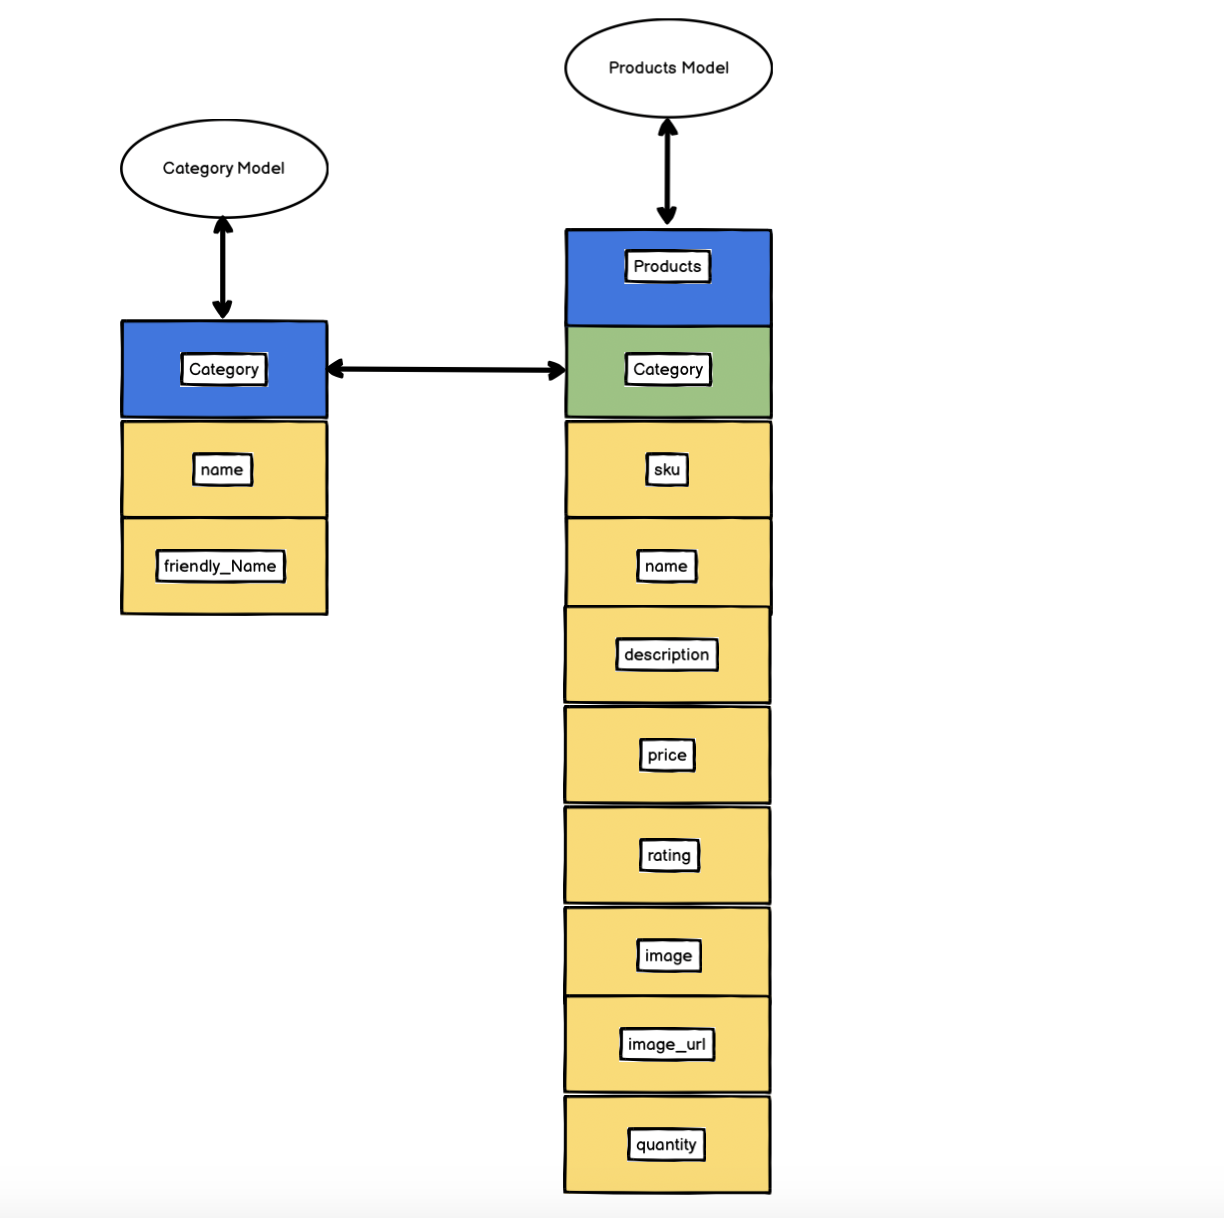 Products Model
Category Model
Products
Category
Category
name
sku
friendly_Name
name
description
price
rating
image
image_url
quantity